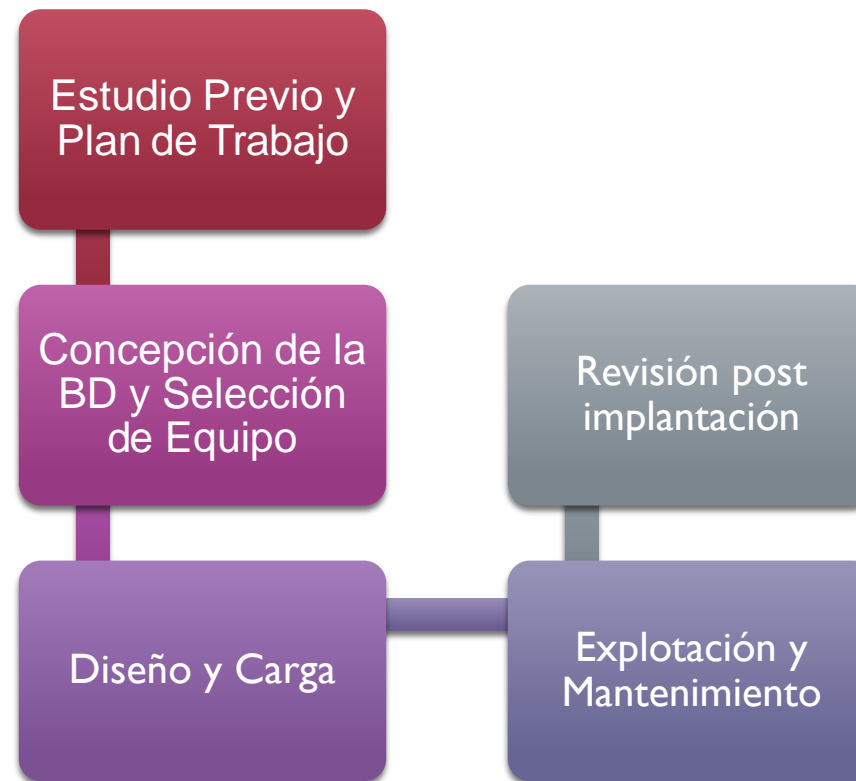 Estudio Previo y
Plan de Trabajo
Concepción de la
BD y Selección
de Equipo
Diseño y Carga
Explotación y
Mantenimiento
Revisión post
implantación